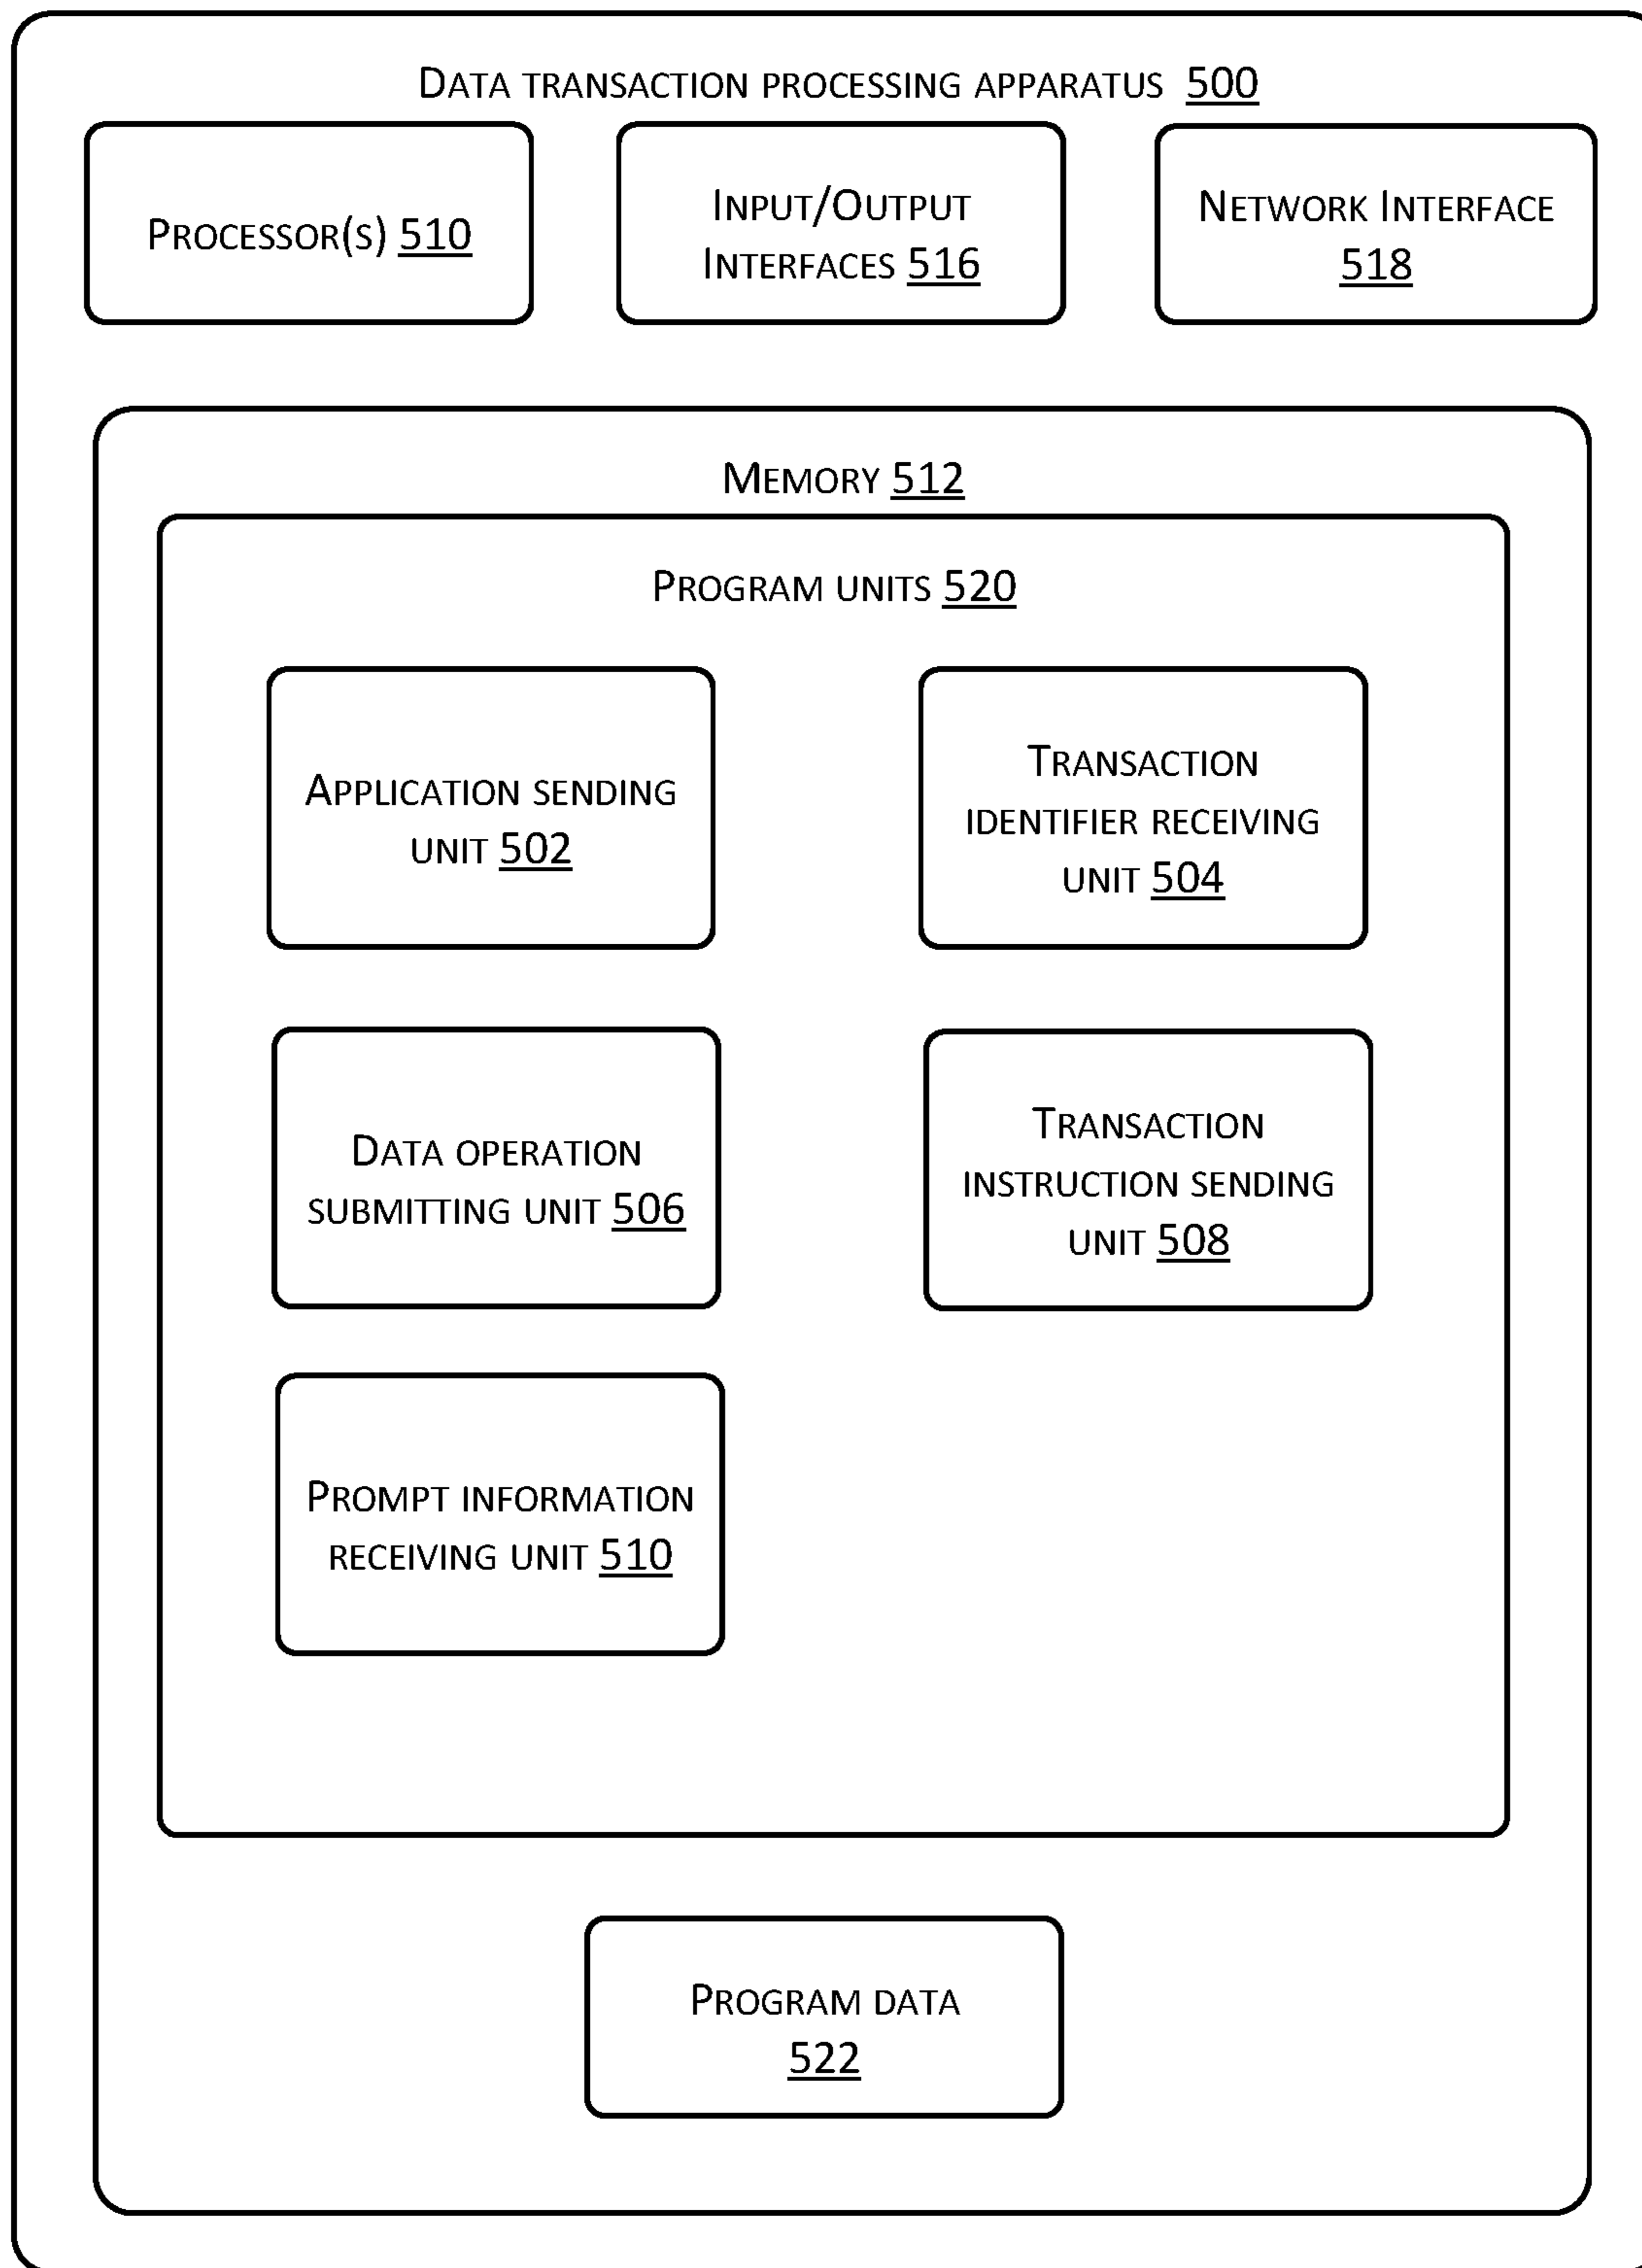 DATA TRANSACTION PROCESSING APPARATUS 500
PROCESSOR(S) 510
INPUT/OUTPUT
INTERFACES 516
NETWORK INTERFACE
518
MEMORY 512
PROGRAM UNITS 520
APPLICATION SENDING
UNIT 502
TRANSACTION
IDENTIFIER RECEIVING
UNIT 504
DATA OPERATION
SUBMITTING UNIT 506
TRANSACTION
INSTRUCTION SENDING
UNIT 508
PROMPT INFORMATION
RECEIVING UNIT 510
PROGRAM DATA
522